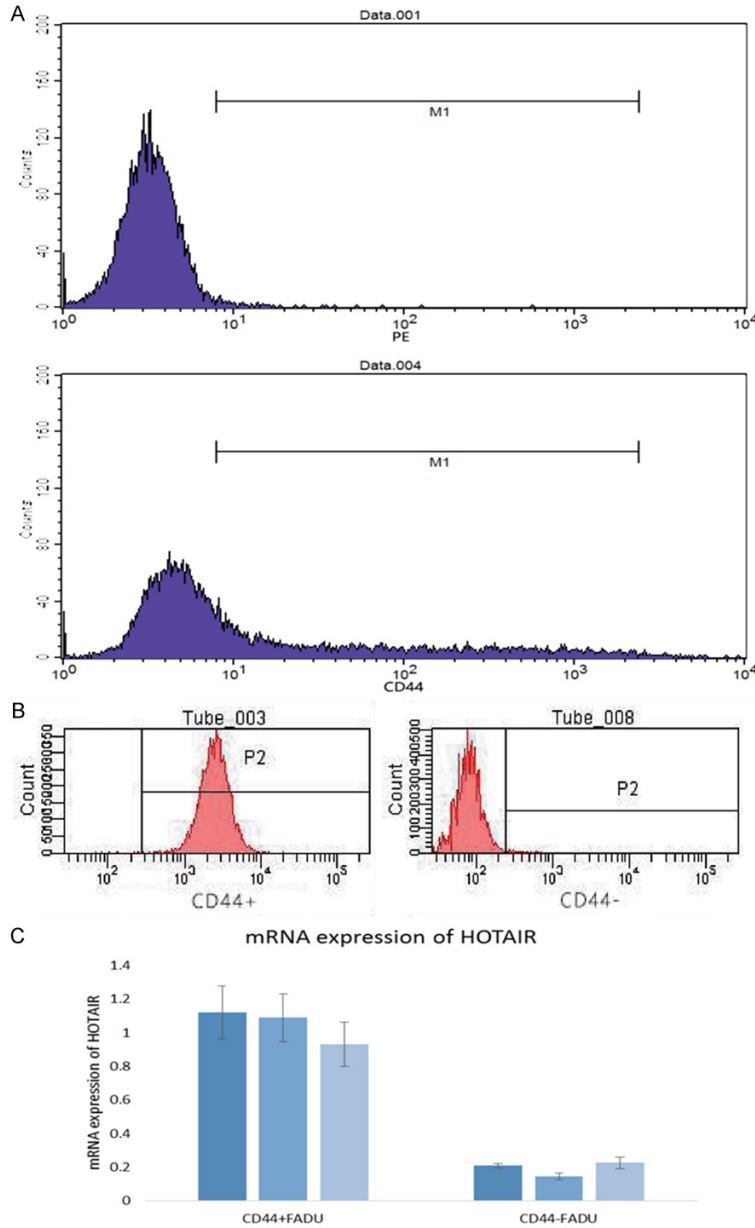 A
Data.001
Counts
200
160
120
80
40
0
M1
10^0 10^1 10^2 10^3 10^4
PE
Data.004
Counts
200
160
120
80
40
0
M1
10^0 10^1 10^2 10^3 10^4
CD44
B
Tube_003
Count
P2
10^2 10^3 10^4 10^5
CD44+
Tube_008
Count
P2
10^2 10^3 10^4 10^5
CD44-
C
mRNA expression of HOTAIR
mRNA expression of HOTAIR
1.4
1.2
1
0.8
0.6
0.4
0.2
0
CD44+FADU CD44-FADU